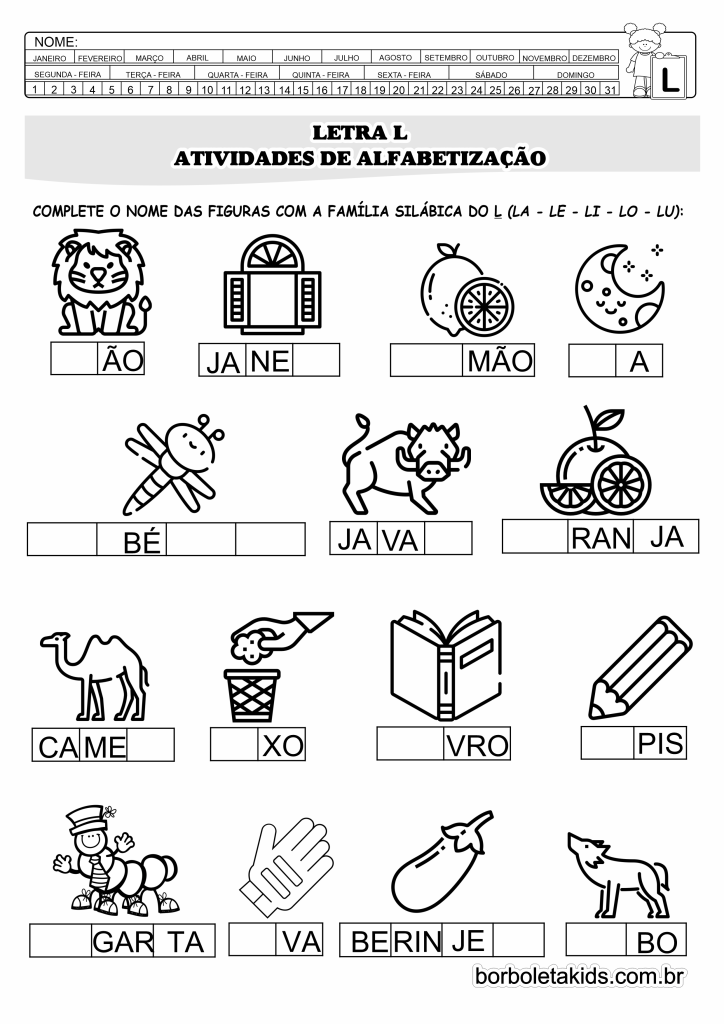 NOME:
JANEIRO FEVEREIRO MARÇO ABRIL MAIO JUNHO JULHO AGOSTO SETEMBRO OUTUBRO NOVEMBRO DEZEMBRO
SEGUNDA - FEIRA TERÇA - FEIRA QUARTA - FEIRA QUINTA - FEIRA SEXTA - FEIRA SÁBADO DOMINGO
1 2 3 4 5 6 7 8 9 10 11 12 13 14 15 16 17 18 19 20 21 22 23 24 25 26 27 28 29 30 31
L
LETRA L
ATIVIDADES DE ALFABETIZAÇÃO
COMPLETE O NOME DAS FIGURAS COM A FAMÍLIA SILÁBICA DO L (LA - LE - LI - LO - LU):
ÃO JA NE MÃO A
BÉ JA VA RAN JA
CA ME XO VRO PIS
GAR TA VA BE RIN JE BO
borboletakids.com.br